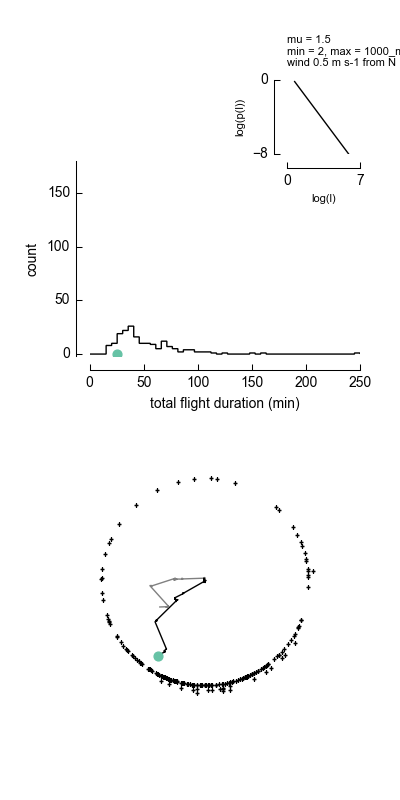 mu = 1.5
min = 2, max = 1000_
wind 0.5 m s-1 from N
0
log(p(l))
−8
0 7
log(l)
150
100
50
0
count
0 50 100 150 200 250
total flight duration (min)